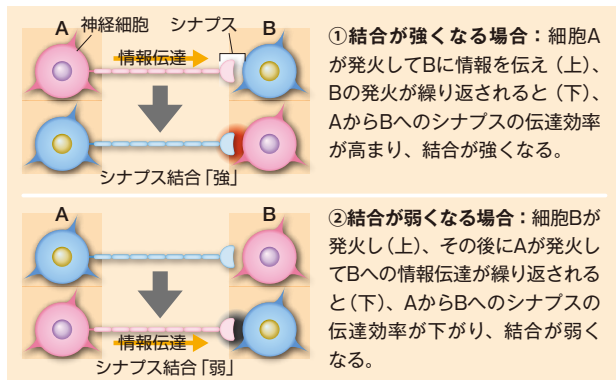 A
神経細胞
シナプス
B
情報伝達
シナプス結合「強」
①結合が強くなる場合：細胞A
が発火してBに情報を伝え（上）、
Bの発火が繰り返されると（下）、
AからBへのシナプスの伝達効率
が高まり、結合が強くなる。
A
B
情報伝達
シナプス結合「弱」
②結合が弱くなる場合：細胞Bが
発火し（上）、その後にAが発火し
てBへの情報伝達が繰り返される
と（下）、AからBへのシナプスの
伝達効率が下がり、結合が弱く
なる。